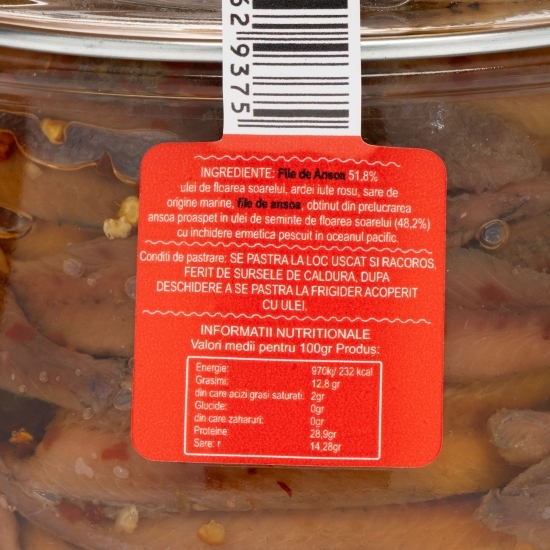 629375
INGREDIENTE: File de Ansoa 51,8%
ulei de floarea soarelui, ardei iute rosu, sare de
origine marine, file de ansoa, obtinut din prelucrarea
ansoa proaspet in ulei de seminte de floarea soarelui (48.2%)
cu inchidere ermetica pescuit in oceanul pacific.
Conditi de pastrare: SE PASTRA LA LOC USCAT SI RACOROS,
FERIT DE SURSELE DE CALDURA, DUPA
DESCHIDERE A SE PASTRA LA FRIGIDER ACOPERIT
CU ULEI.
INFORMATII NUTRITIONALE
Valori medii pentru 100gr Produs:
Energie: 970kj/ 232 kcal
Grasimi: 12,8 gr
din care acizi grasi saturati: 2gr
Glucide: 0gr
din care zaharuri: 0gr
Proteine 28,9gr
Sare: r 14,28gr